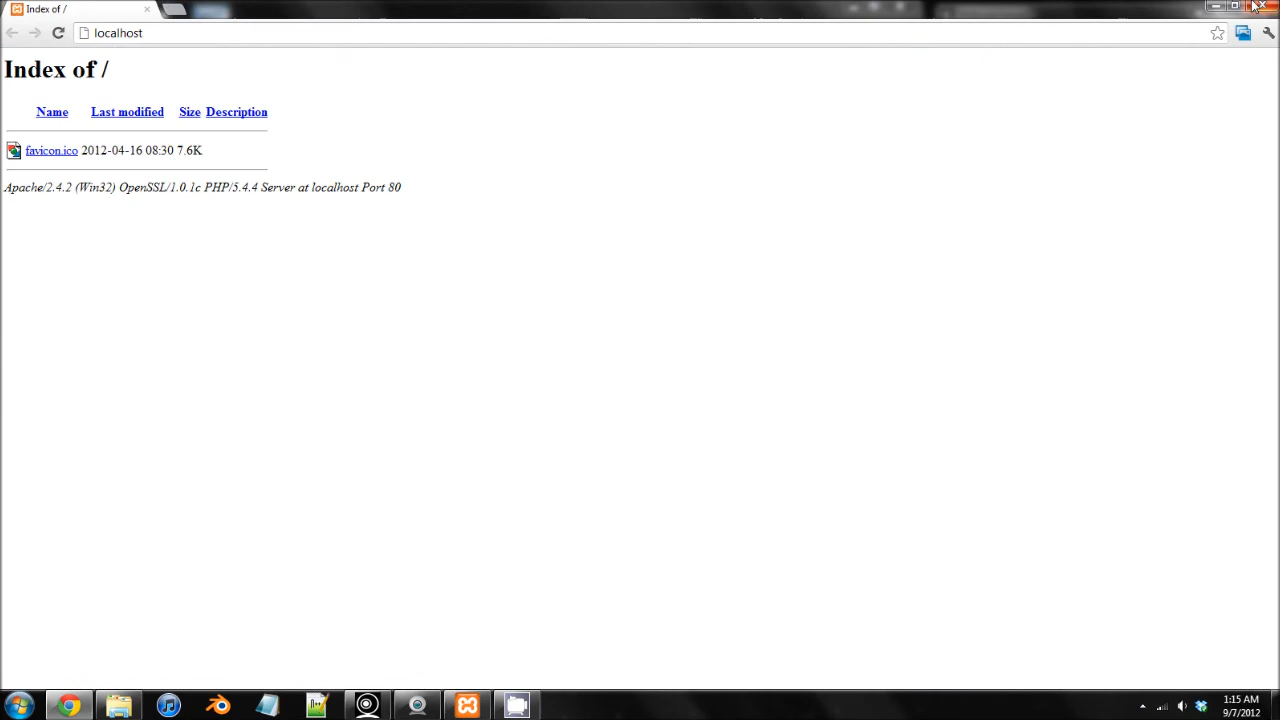 Index of /
localhost
Index of /
Name Last modified Size Description
favicon.ico 2012-04-16 08:30 7.6K
Apache/2.4.2 (Win32) OpenSSL/1.0.1c PHP/5.4.4 Server at localhost Port 80
1:15 AM
9/7/2012